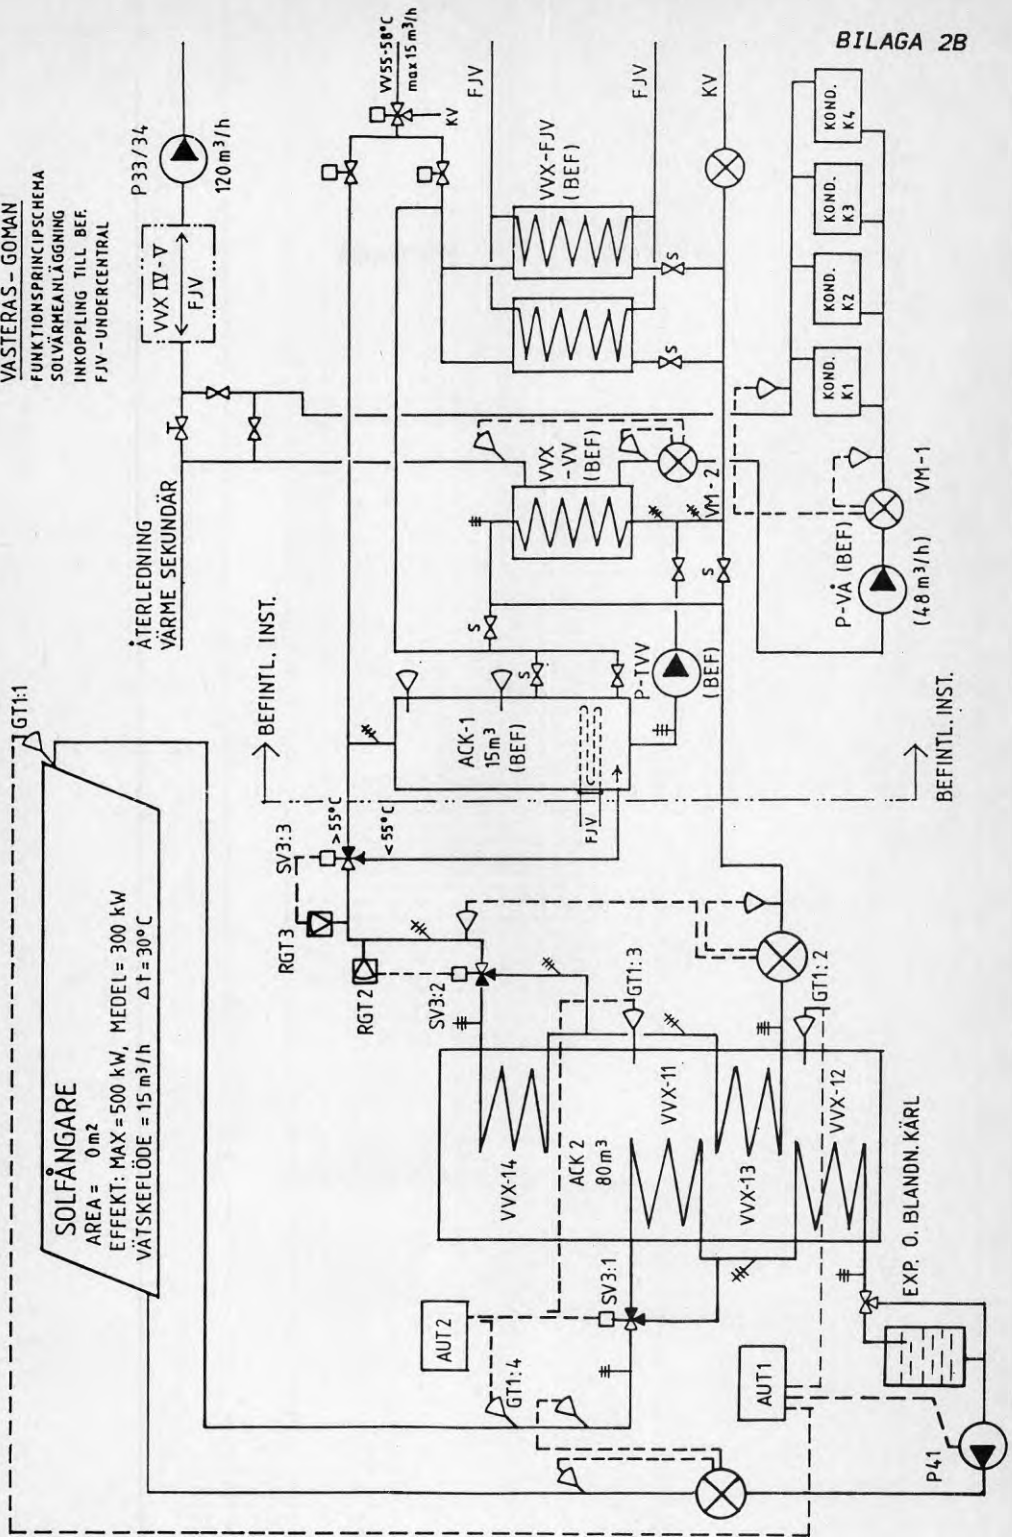 BILAGA 2B
VÄSTERÅS - GOMAN
FUNKTIONSPRINCIPSCHEMA
SOLVÄRMEANLÄGGNING
INKOPPLING TILL BEF.
FJV-UNDERCENTRAL
P33/34
120 m³/h
VVX IV-V
FJV
ÅTERLEDNING
VÄRME SEKUNDÄR
VV55-58°C
max 15 m³/h
KV
FJV
FJV
KV
VVX-FJV
(BEF)
S
S
VVX
-VV
(BEF)
VM-2
S
S
S
KOND.
K4
KOND.
K3
KOND.
K2
KOND.
K1
VM-1
P-VÅ (BEF)
(48 m³/h)
P-TVV
(BEF)
ACK-1
15 m³
(BEF)
FJV
BEFINTL. INST.
BEFINTL. INST.
>55°C
<55°C
SV3:3
RGT3
RGT2
SV3:2
GT1:3
GT1:2
VVX-14
ACK 2
80 m³
VVX-11
VVX-13
VVX-12
SV3:1
AUT2
GT1:4
AUT1
EXP. O. BLANDN. KÄRL
P41
GT1:1
SOLFÅNGARE
AREA = 0 m²
EFFEKT: MAX = 500 kW, MEDEL = 300 kW
VÄTSKEFLÖDE = 15 m³/h Δt = 30°C